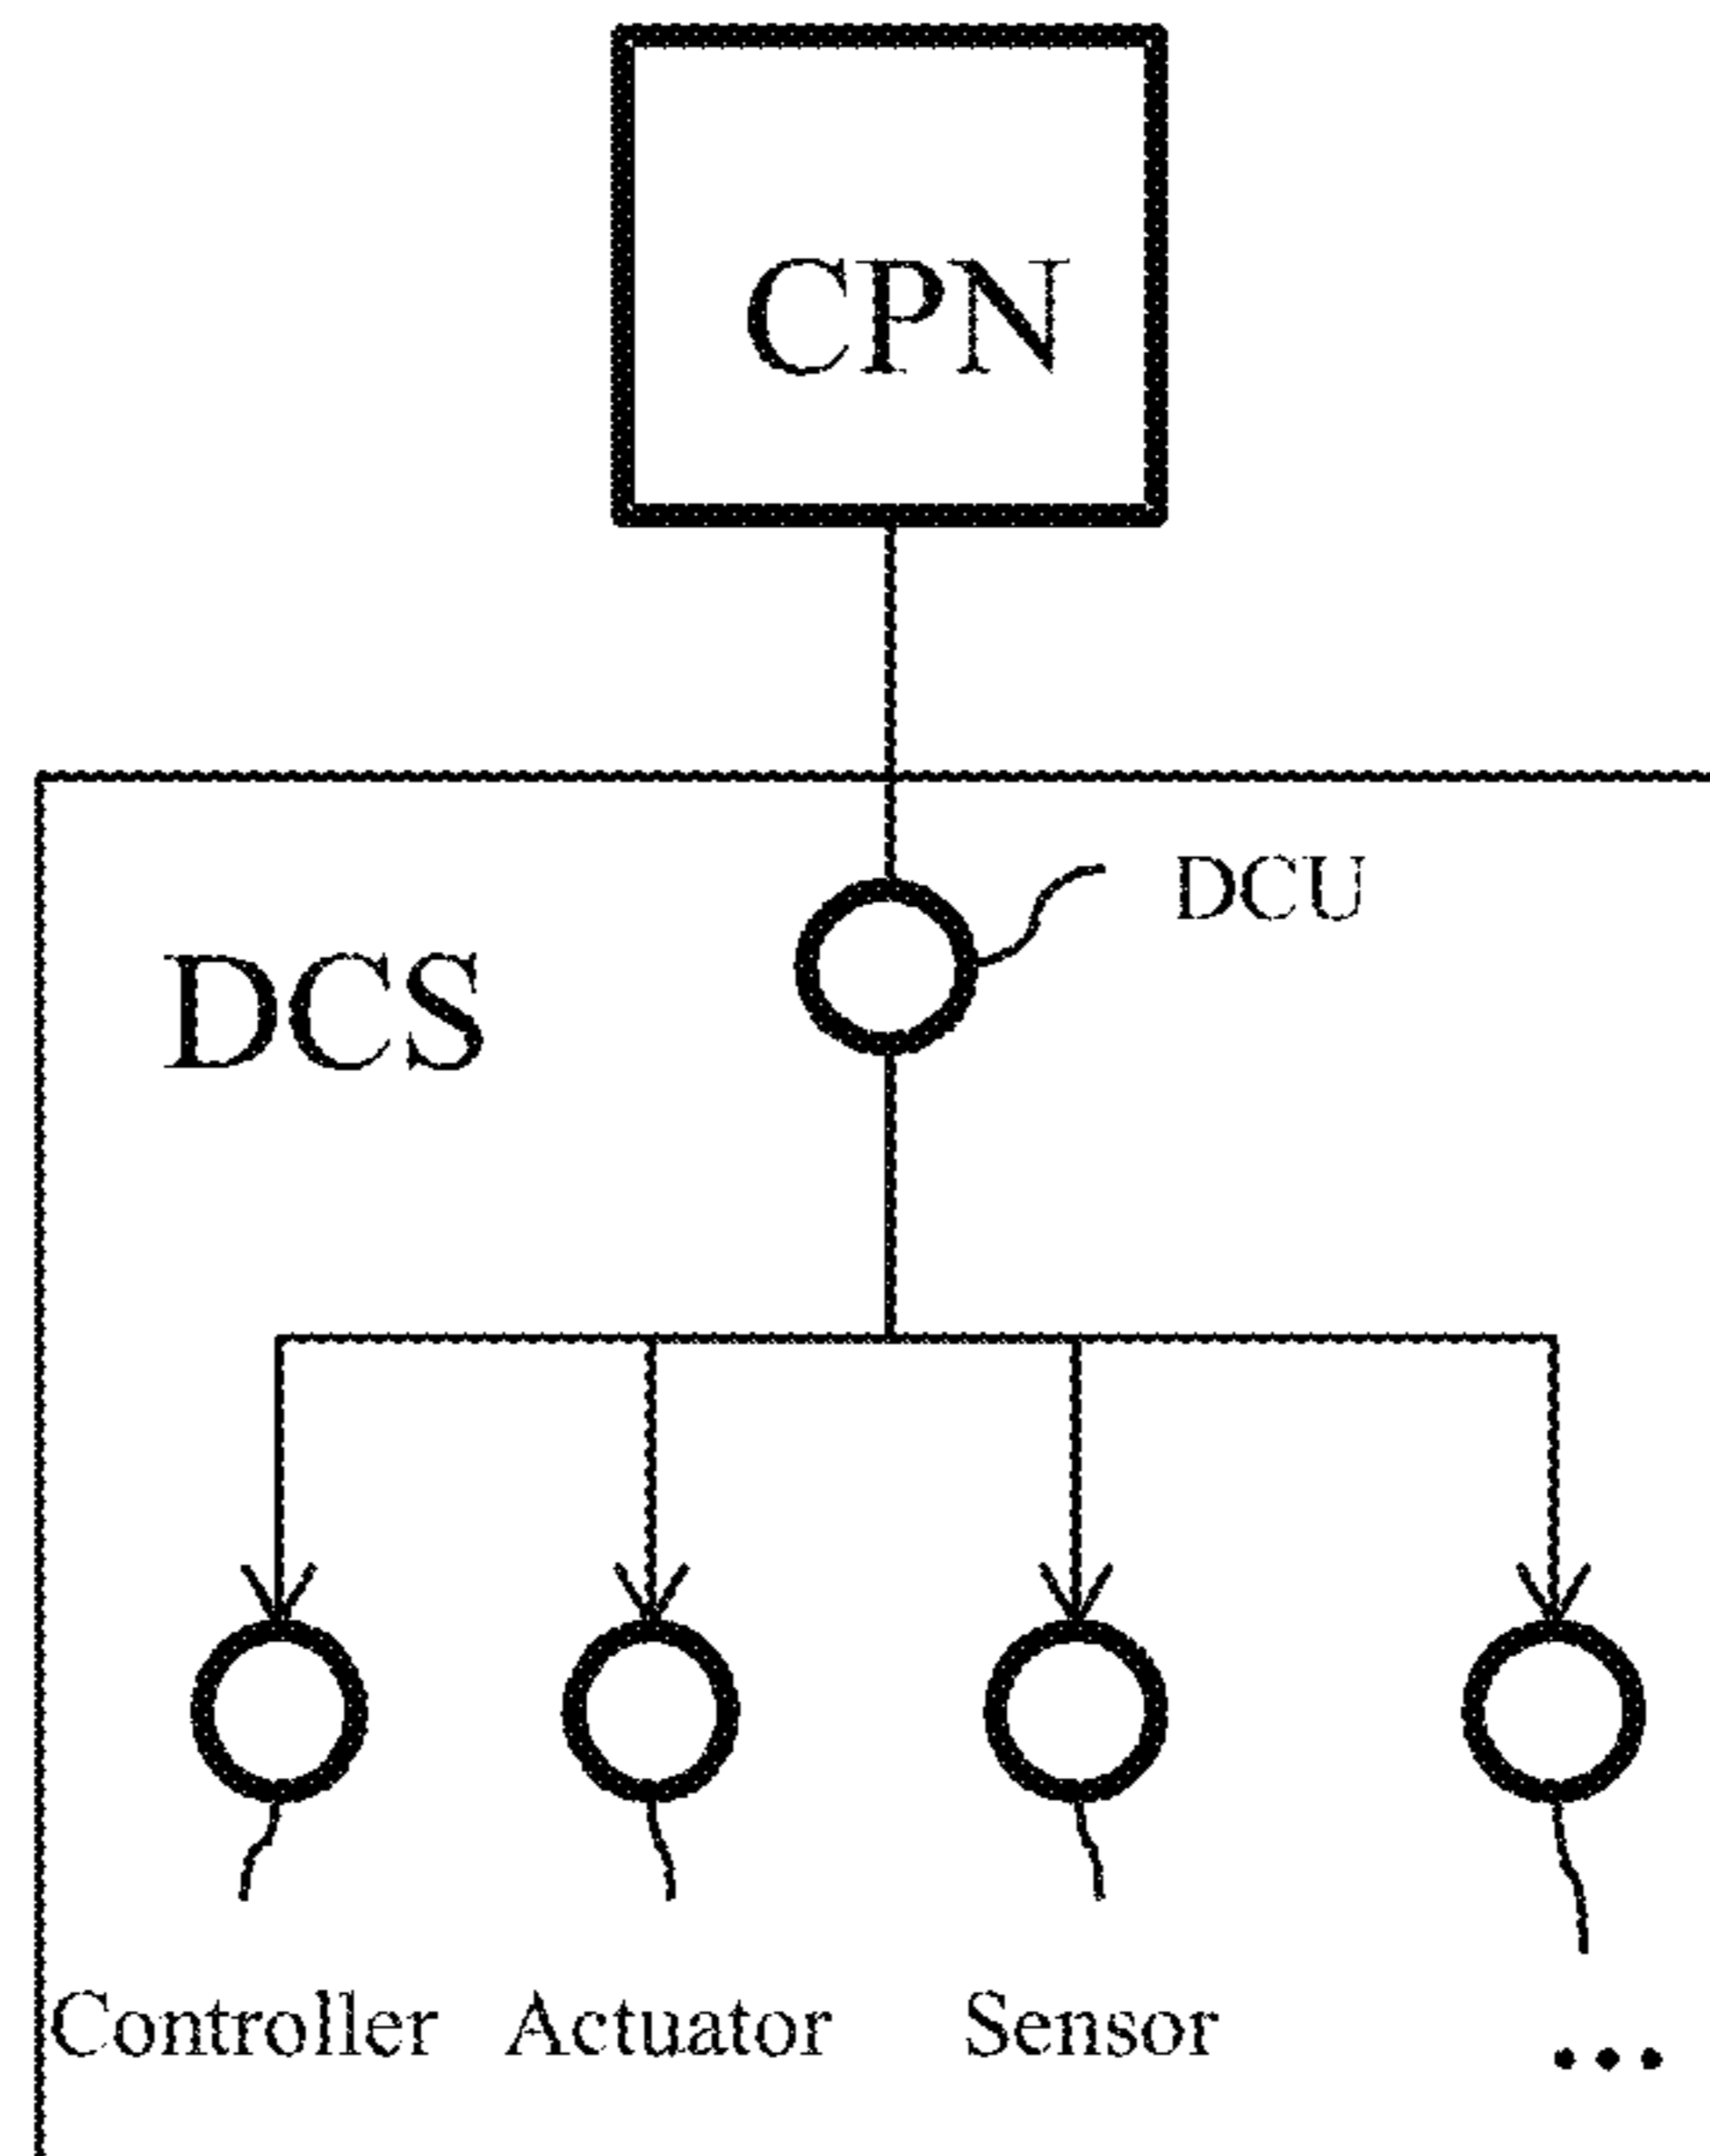 CPN
DCU
DCS
Controller Actuator Sensor ...